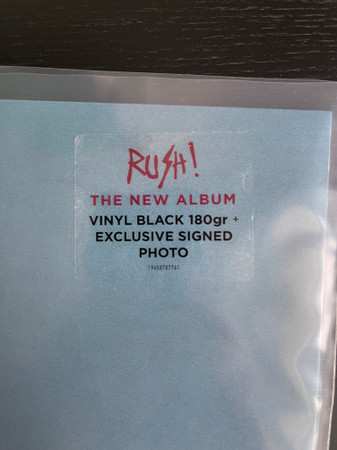 RUSH!
THE NEW ALBUM
VINYL BLACK 180gr +
EXCLUSIVE SIGNED
PHOTO